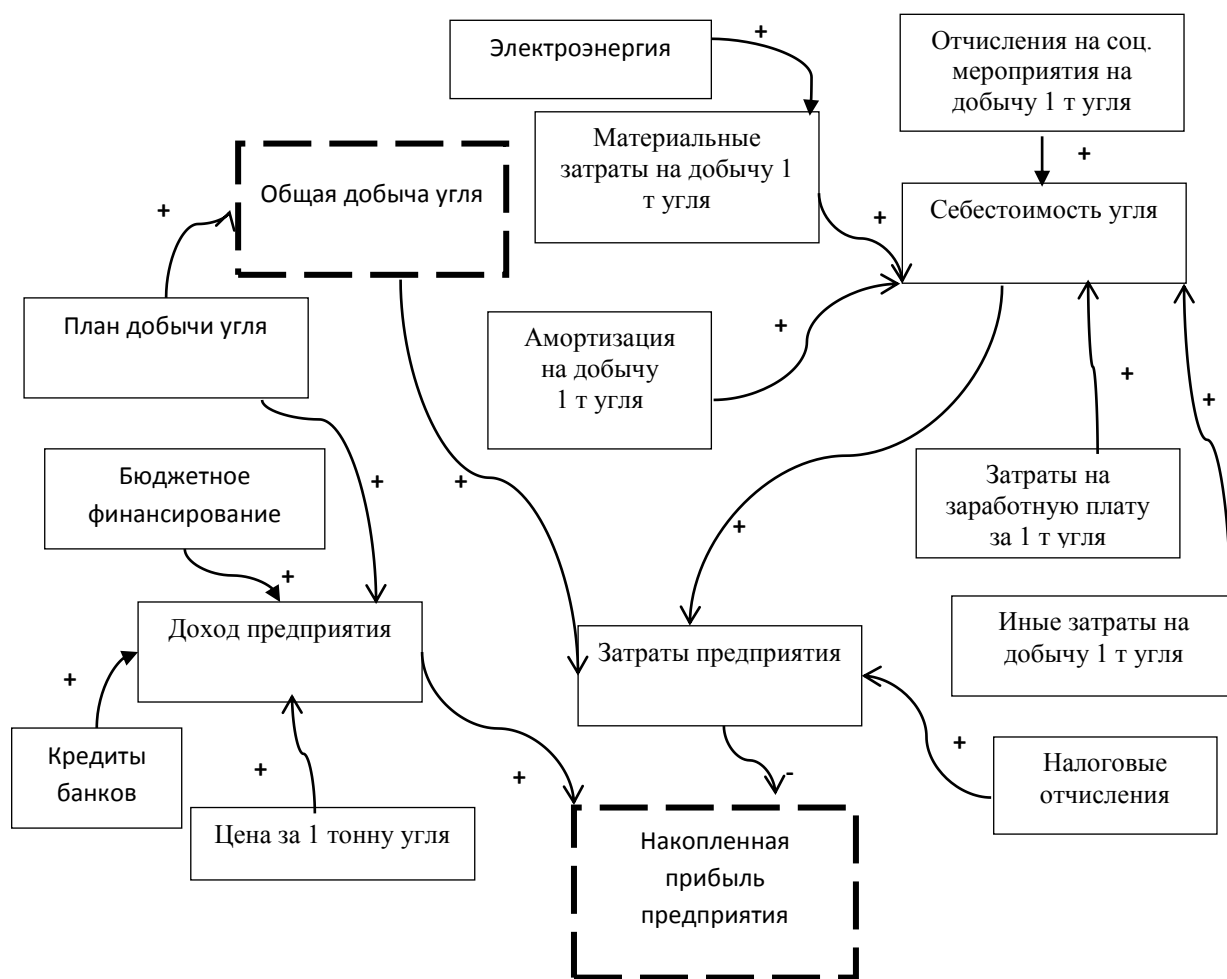 +
Электроэнергия
Отчисления на соц.
мероприятия на
добычу 1 т угля
Материальные
затраты на добычу 1
т угля
+
Общая добыча угля
+
+
Себестоимость угля
План добычи угля
+
Амортизация
на добычу
1 т угля
+
+
Бюджетное
финансирование
+
+
Затраты на
заработную плату
за 1 т угля
+
+
Доход предприятия
Затраты предприятия
Иные затраты на
добычу 1 т угля
+
Кредиты
банков
+
+
-
+
Налоговые
отчисления
Цена за 1 тонну угля
Накопленная
прибыль
предприятия